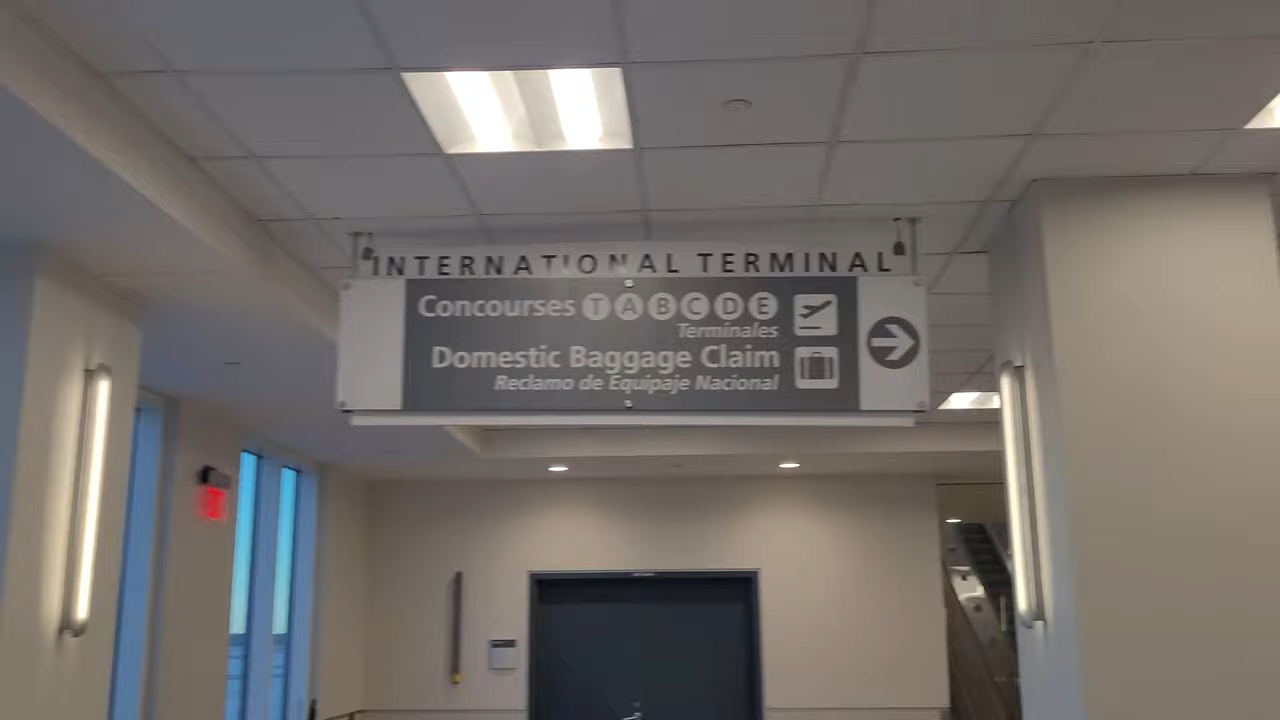 INTERNATIONAL TERMINAL
Concourses T A B C D E
Terminales
Domestic Baggage Claim
Reclamo de Equipaje Nacional